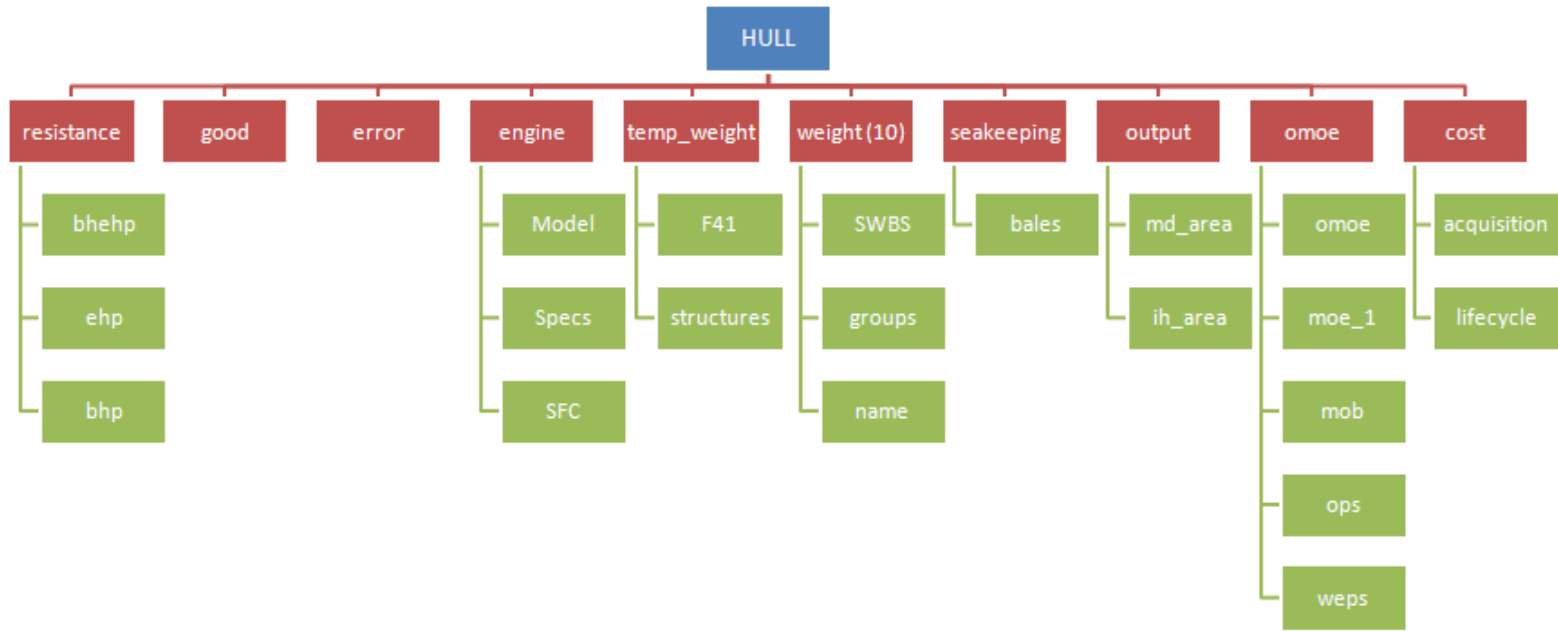 HULL
resistance
good
error
engine
temp_weight
weight (10)
seakeeping
output
omoe
cost
bhehp
Model
F41
SWBS
bales
md_area
omoe
acquisition
ehp
Specs
structures
groups
ih_area
moe_1
lifecycle
bhp
SFC
name
mob
ops
weps